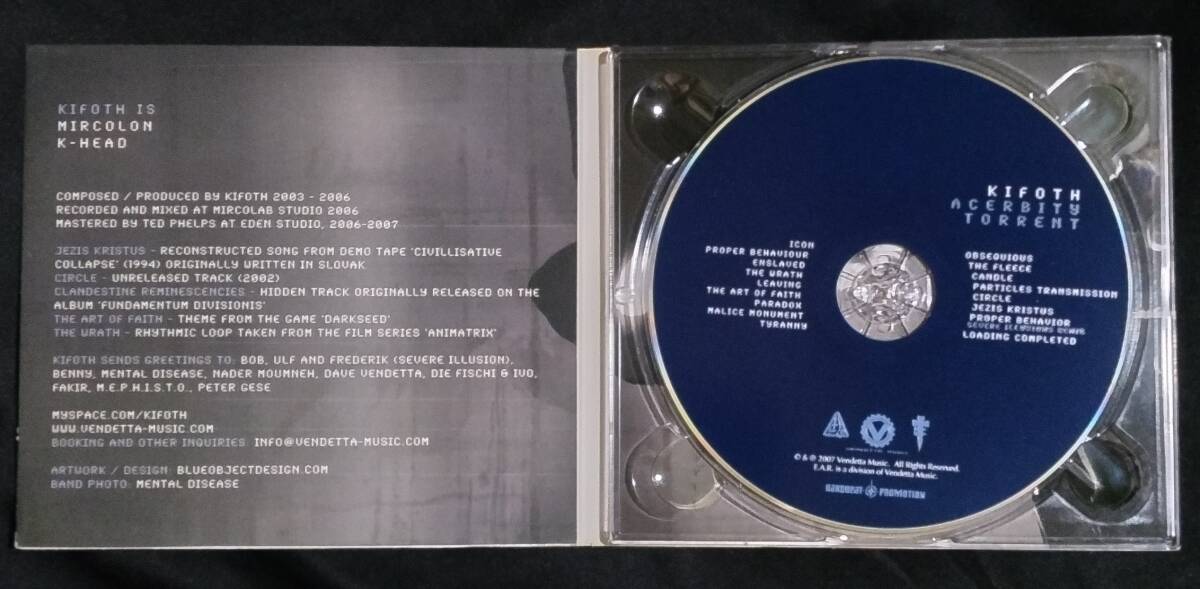 KIFOTH IS
MIRCOLON
K-HEAD
COMPOSED / PRODUCED BY KIFOTH 2003 - 2006
RECORDED AND MIXED AT MIRCOLAB STUDIO 2006
MASTERED BY TED PHELPS AT EDEN STUDIO, 2006-2007
JEZIS KRISTUS - RECONSTRUCTED SONG FROM DEMO TAPE 'CIVILLISATIVE
COLLAPSE' (1994) ORIGINALLY WRITTEN IN SLOVAK
CIRCLE - UNRELEASED TRACK (2002)
CLANDESTINE REMINESCENCIES - HIDDEN TRACK ORIGINALLY RELEASED ON THE
ALBUM 'FUNDAMENTUM DIVISIONIS'
THE ART OF FAITH - THEME FROM THE GAME 'DARKSEED'
THE WRATH - RHYTHMIC LOOP TAKEN FROM THE FILM SERIES 'ANIMATRIX'
KIFOTH SENDS GREETINGS TO: BOB, ULF AND FREDERIK (SEVERE ILLUSION),
BENNY, MENTAL DISEASE, NADER MOUMNEH, DAVE VENDETTA, DIE FISCHI & IVO,
FAKIR, M.E.P.H.I.S.T.O., PETER GESE
MYSPACE.COM/KIFOTH
WWW.VENDETTA-MUSIC.COM
BOOKING AND OTHER INQUIRIES: INFO@VENDETTA-MUSIC.COM
ARTWORK / DESIGN: BLUEOBJECTDESIGN.COM
BAND PHOTO: MENTAL DISEASE
KIFOTH
ACERBITY
TORRENT
ICON
PROPER BEHAVIOUR
ENSLAVED
THE WRATH
LEAVING
THE ART OF FAITH
PARADOX
MALICE MONUMENT
TYRANNY
OBSEQUIOUS
THE FLEECE
CANDLE
PARTICLES TRANSMISSION
CIRCLE
JEZIS KRISTUS
PROPER BEHAVIOR
SEVERE ILLUSIONS REMIX
LOADING COMPLETED
© & ℗ 2007 Vendetta Music. All Rights Reserved.
E.A.R. is a division of Vendetta Music.
HARDBEAT PROMOTION